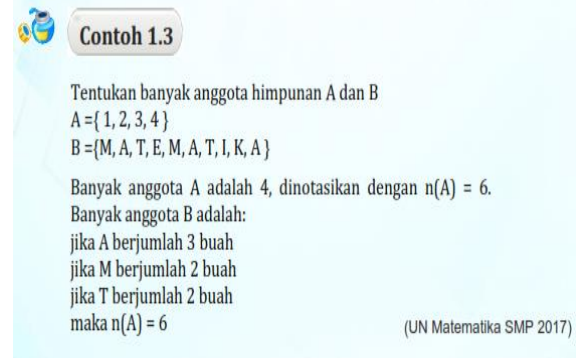 Contoh 1.3
Tentukan banyak anggota himpunan A dan B
A ={ 1, 2, 3, 4 }
B ={M, A, T, E, M, A, T, I, K, A }
Banyak anggota A adalah 4, dinotasikan dengan n(A) = 6.
Banyak anggota B adalah:
jika A berjumlah 3 buah
jika M berjumlah 2 buah
jika T berjumlah 2 buah
maka n(A) = 6
(UN Matematika SMP 2017)